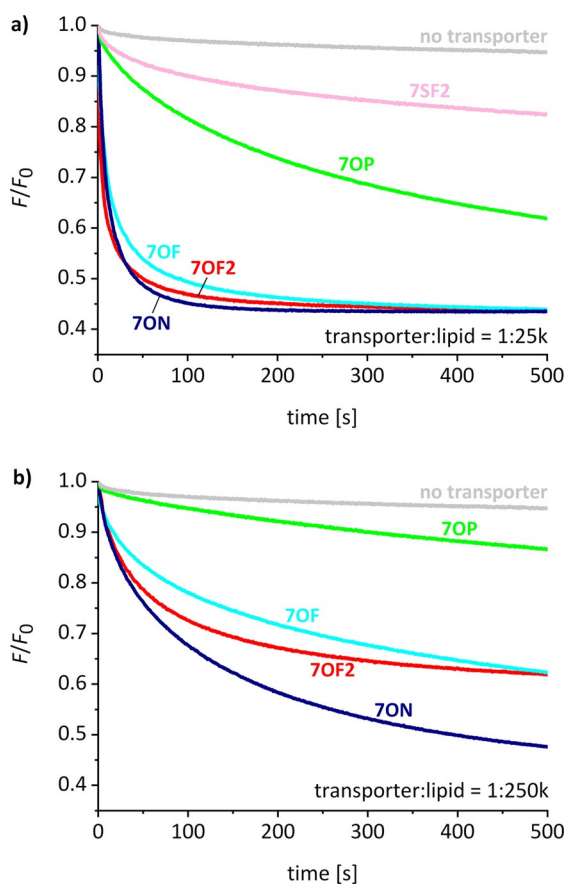 a)
1.0
0.9
0.8
0.7
0.6
0.5
0.4
F/F0
no transporter
7SF2
7OP
7OF
7OF2
7ON
transporter:lipid = 1:25k
0 100 200 300 400 500
time [s]
b)
1.0
0.9
0.8
0.7
0.6
0.5
0.4
F/F0
no transporter
7OP
7OF
7OF2
7ON
transporter:lipid = 1:250k
0 100 200 300 400 500
time [s]